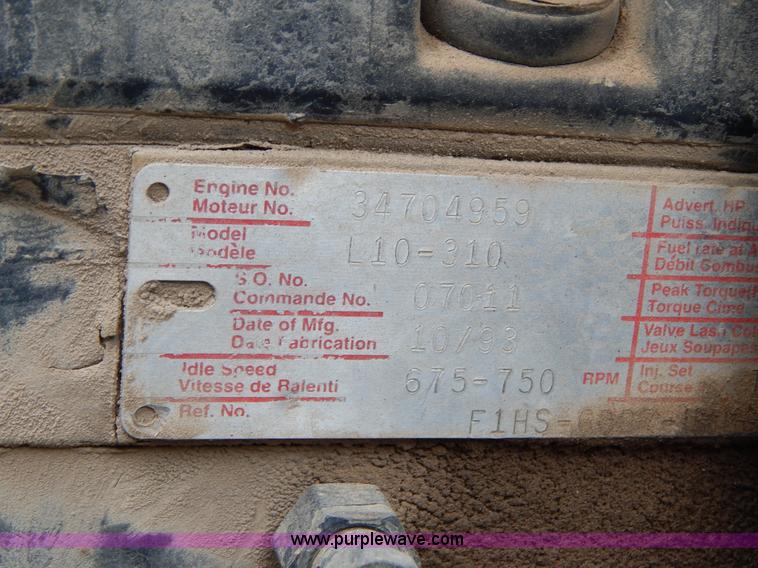 Engine No.
Moteur No. 34704959
Model
Modèle L10-310
S.O. No.
Commande No. 07011
Date of Mfg.
Date Fabrication 10/93
Idle Speed
Vitesse de Ralenti 675-750 RPM
Ref. No. F1HS-
Advert. HP
Puiss. Indiqu
Fuel rate at A
Débit Combus
Peak Torque
Torque Cime
Valve Lash Col
Jeux Soupapes
Inj. Set
Course
www.purplewave.com